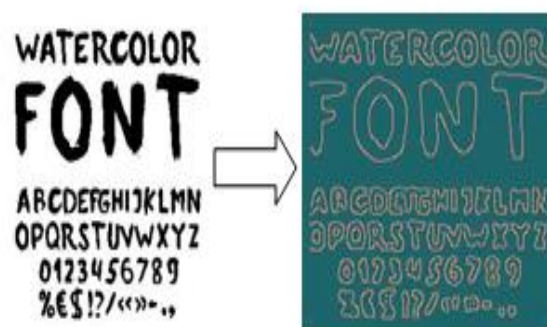 WATERCOLOR
FONT
ABCDEFGHIJKLMN
OPQRSTUVWXYZ
0123456789
%€$!?/‹‹››-.,
WATERCOLOR
FONT
ABCDEFGHIJKLMN
OPQRSTUVWXYZ
0123456789
%€$!?/‹‹››-.,